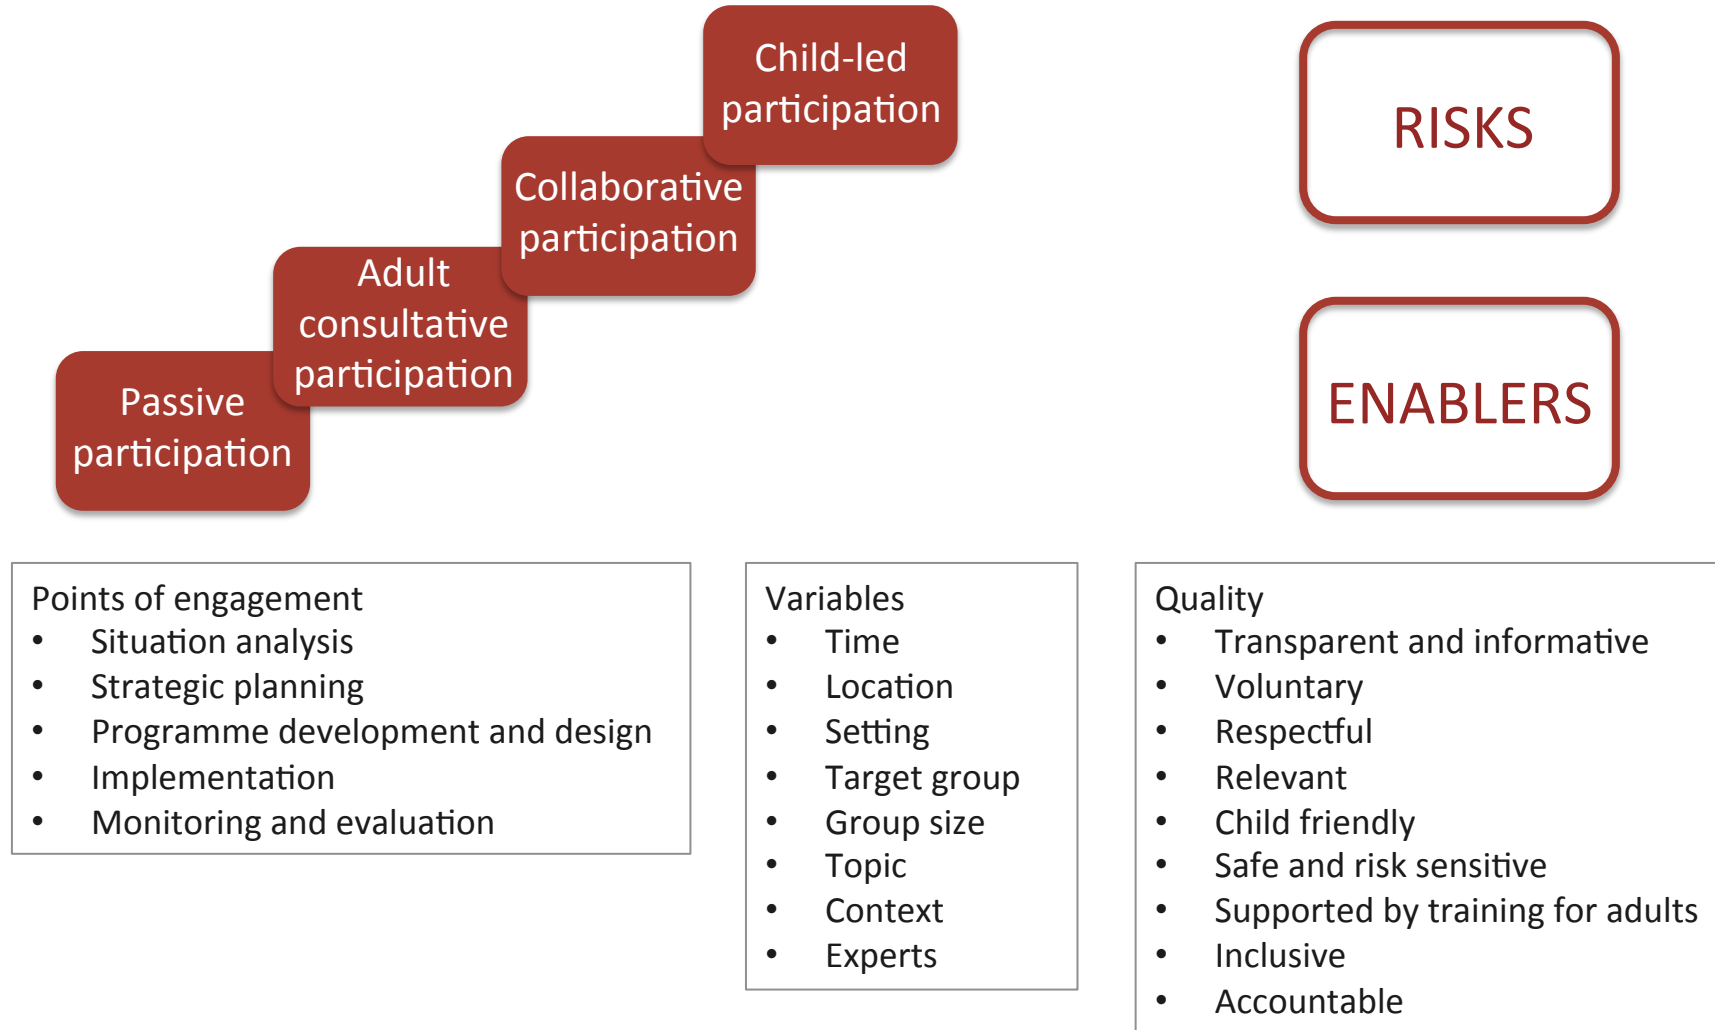 Child-led
participation
Collaborative
participation
Adult
consultative
participation
Passive
participation
RISKS
ENABLERS
Points of engagement
• Situation analysis
• Strategic planning
• Programme development and design
• Implementation
• Monitoring and evaluation
Variables
• Time
• Location
• Setting
• Target group
• Group size
• Topic
• Context
• Experts
Quality
• Transparent and informative
• Voluntary
• Respectful
• Relevant
• Child friendly
• Safe and risk sensitive
• Supported by training for adults
• Inclusive
• Accountable